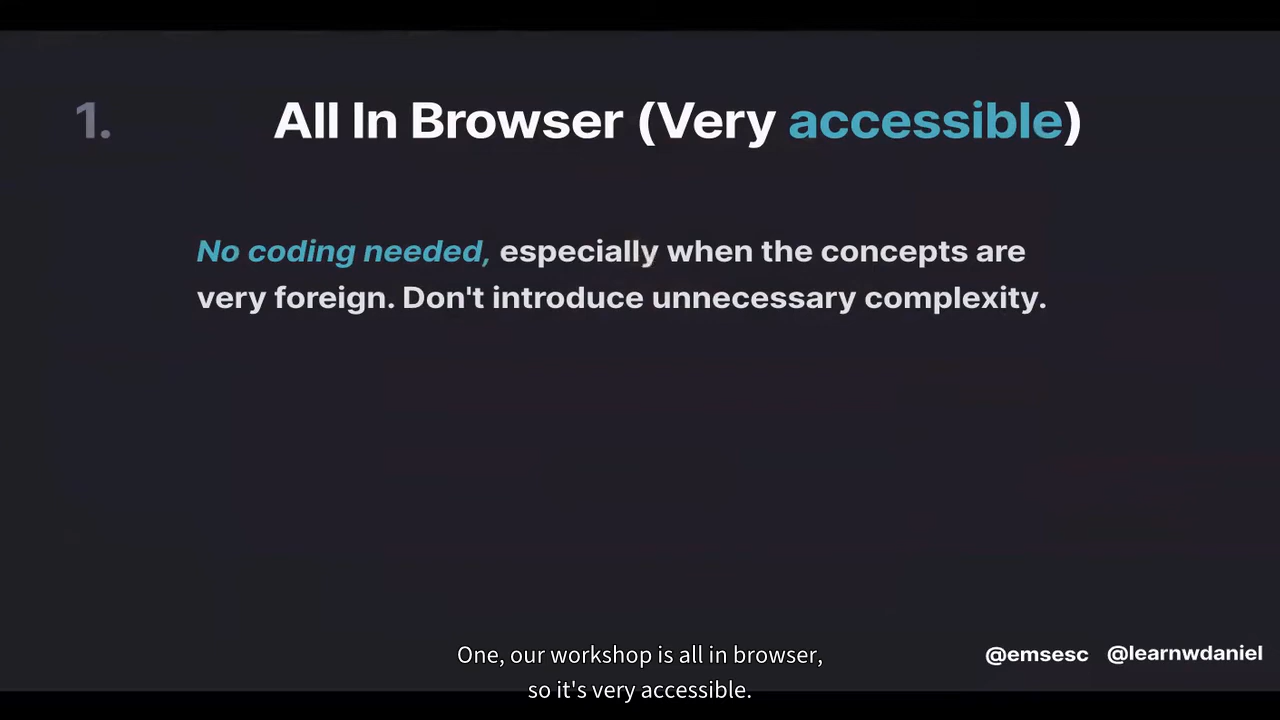 1. All In Browser (Very accessible)
No coding needed, especially when the concepts are
very foreign. Don't introduce unnecessary complexity.
@emsesc @learnwdaniel
One, our workshop is all in browser,
so it's very accessible.